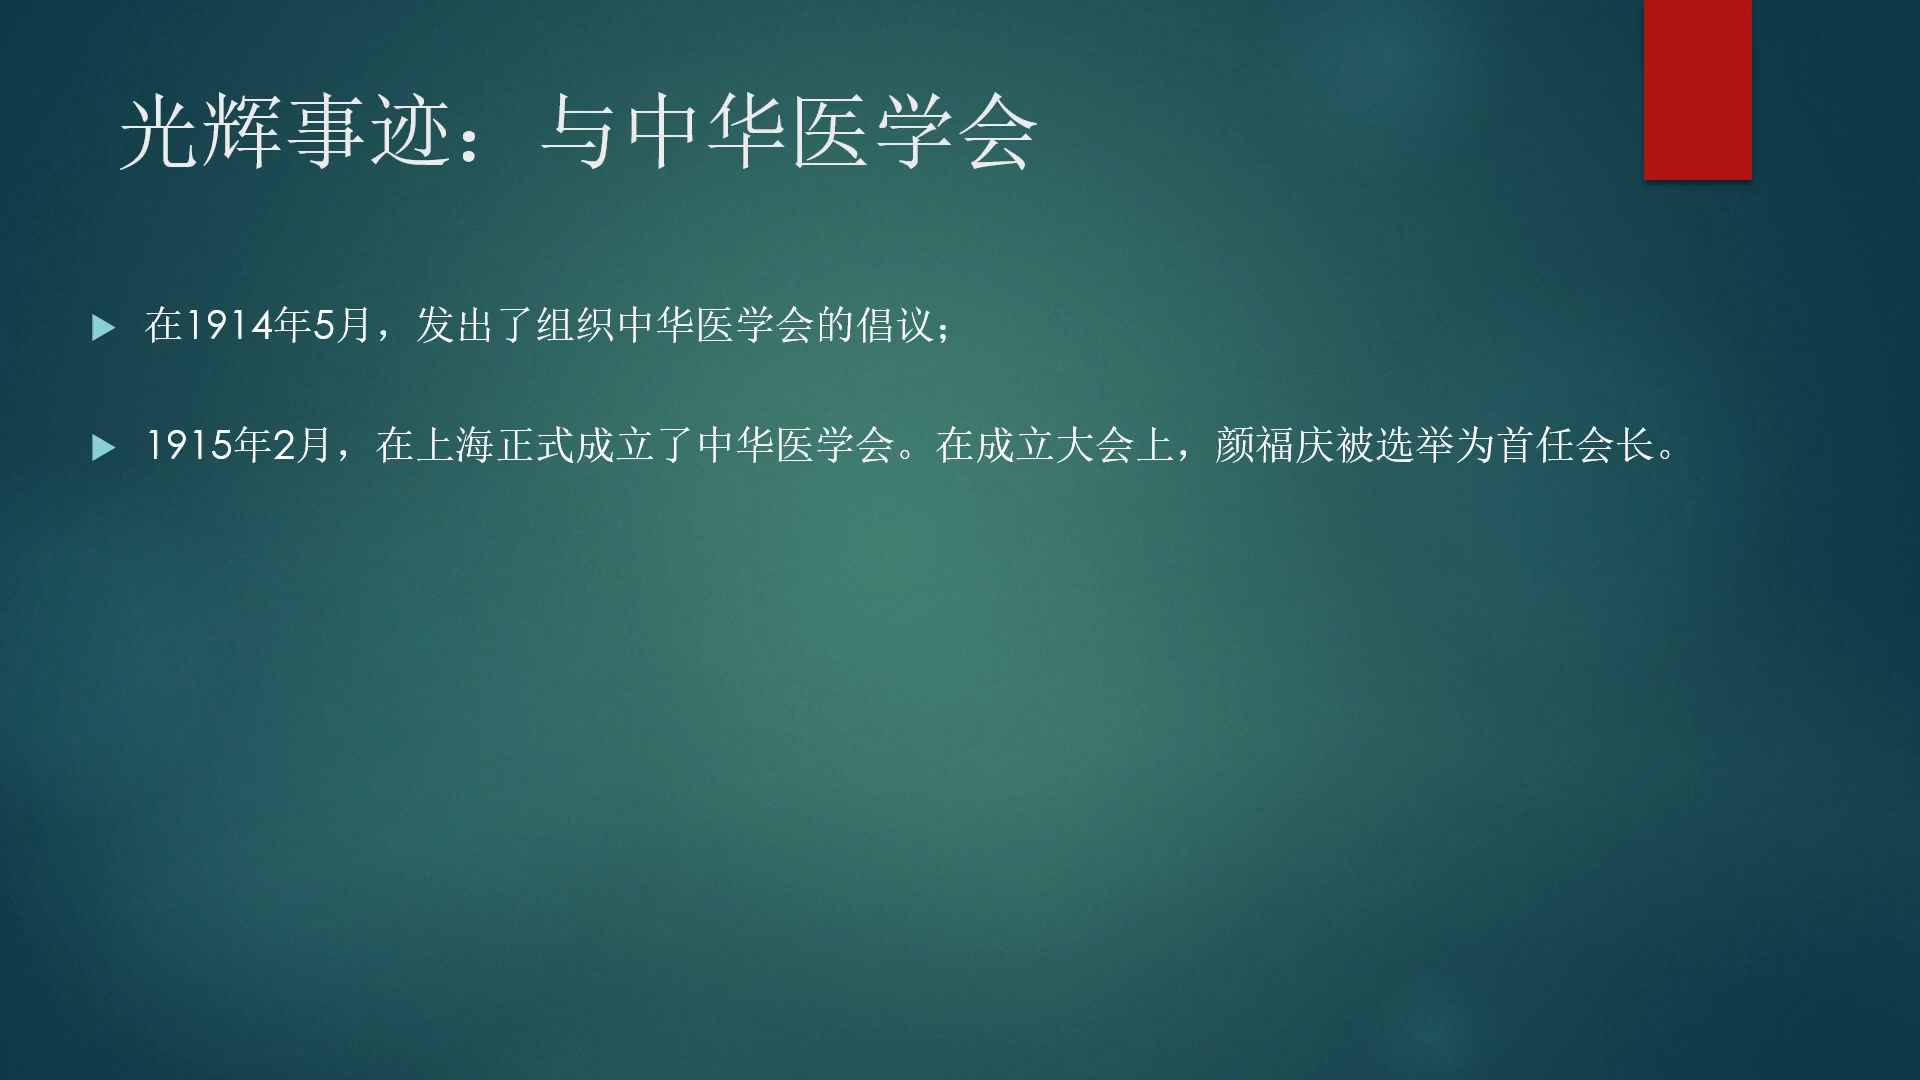 光辉事迹：与中华医学会
在1914年5月，发出了组织中华医学会的倡议；
1915年2月，在上海正式成立了中华医学会。在成立大会上，颜福庆被选举为首任会长。